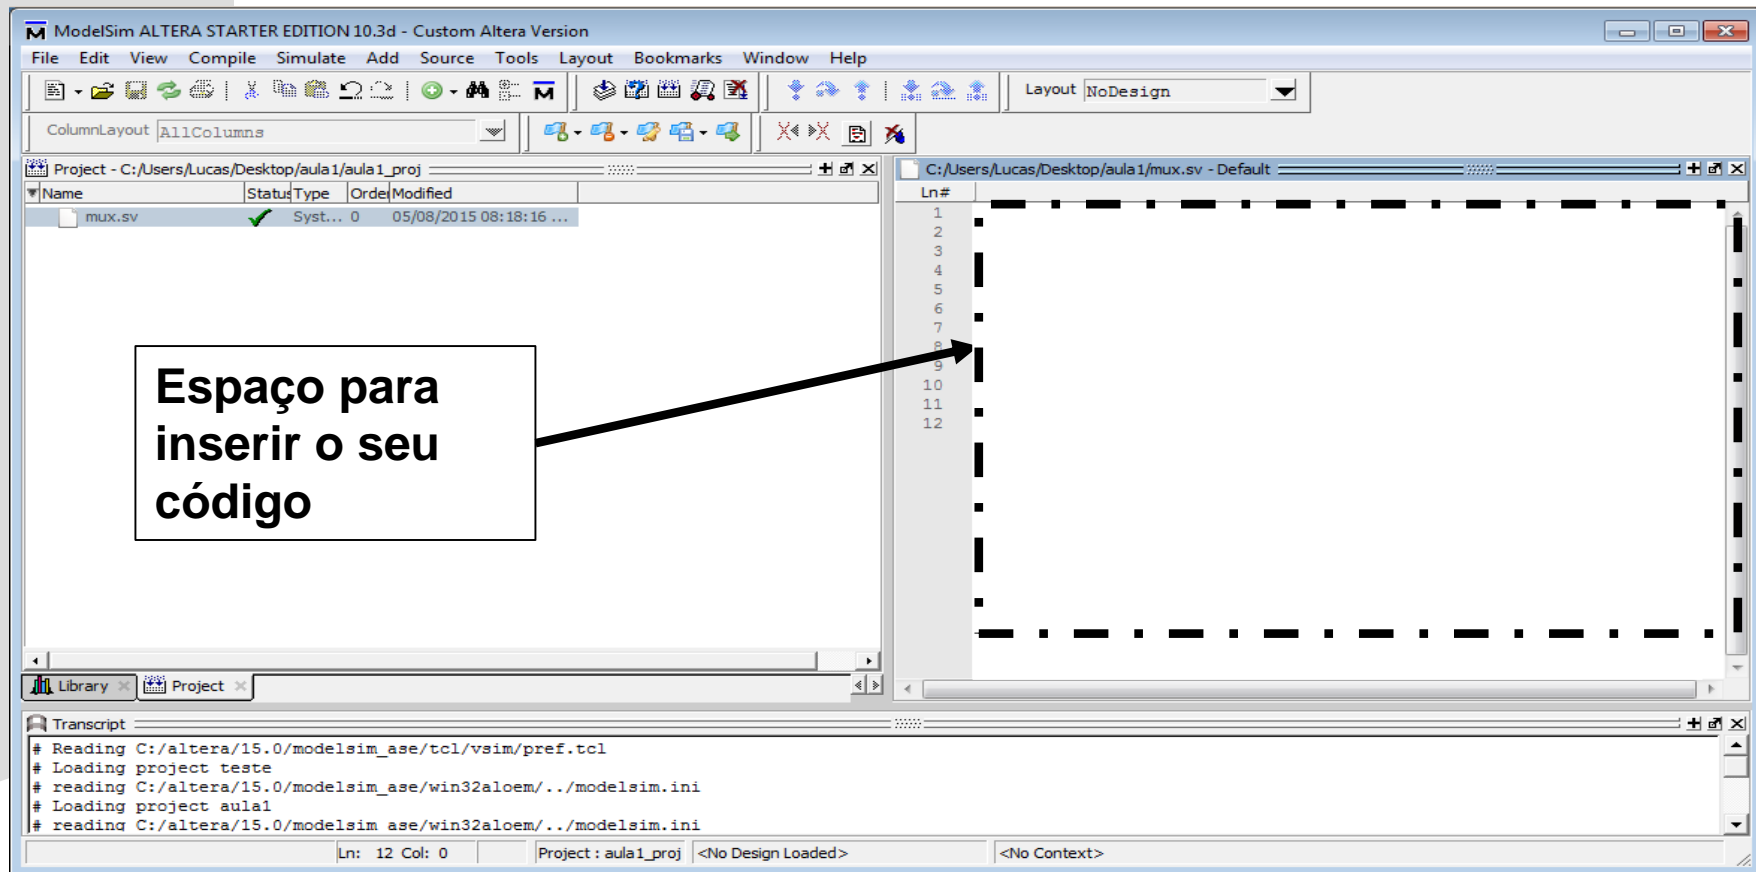 ModelSim ALTERA STARTER EDITION 10.3d - Custom Altera Version
File Edit View Compile Simulate Add Source Tools Layout Bookmarks Window Help
Layout NoDesign
ColumnLayout AllColumns
Project - C:/Users/Lucas/Desktop/aula1/aula1_proj
Name Status Type Order Modified
mux.sv Syst... 0 05/08/2015 08:18:16 ...
C:/Users/Lucas/Desktop/aula1/mux.sv - Default
Ln#
1
2
3
4
5
6
7
8
9
10
11
12
Espaço para
inserir o seu
código
Library Project
Transcript
# Reading C:/altera/15.0/modelsim_ase/tcl/vsim/pref.tcl
# Loading project teste
# reading C:/altera/15.0/modelsim_ase/win32aloem/../modelsim.ini
# Loading project aula1
# reading C:/altera/15.0/modelsim_ase/win32aloem/../modelsim.ini
Ln: 12 Col: 0 Project : aula1_proj <No Design Loaded> <No Context>